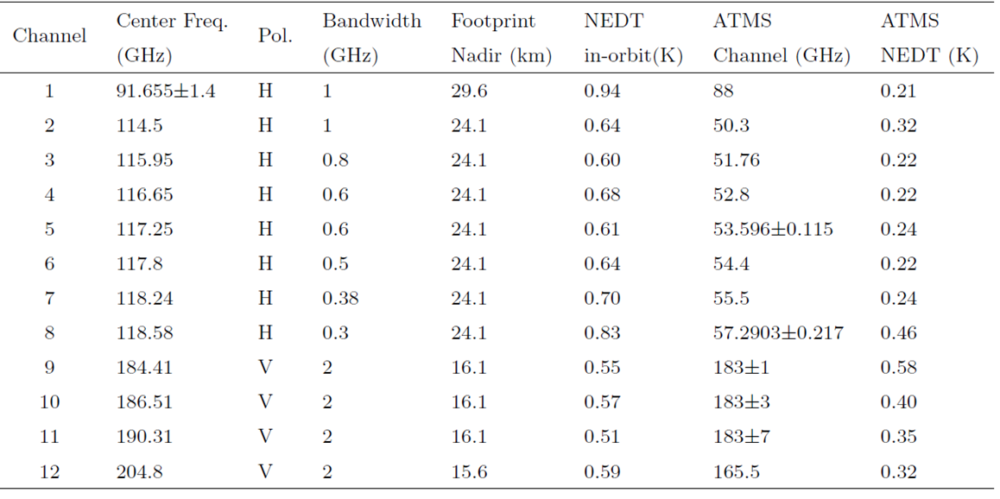 Channel Center Freq. (GHz) Pol. Bandwidth (GHz) Footprint Nadir (km) NEDT in-orbit(K) ATMS Channel (GHz) ATMS NEDT (K)
1 91.655±1.4 H 1 29.6 0.94 88 0.21
2 114.5 H 1 24.1 0.64 50.3 0.32
3 115.95 H 0.8 24.1 0.60 51.76 0.22
4 116.65 H 0.6 24.1 0.68 52.8 0.22
5 117.25 H 0.6 24.1 0.61 53.596±0.115 0.24
6 117.8 H 0.5 24.1 0.64 54.4 0.22
7 118.24 H 0.38 24.1 0.70 55.5 0.24
8 118.58 H 0.3 24.1 0.83 57.2903±0.217 0.46
9 184.41 V 2 16.1 0.55 183±1 0.58
10 186.51 V 2 16.1 0.57 183±3 0.40
11 190.31 V 2 16.1 0.51 183±7 0.35
12 204.8 V 2 15.6 0.59 165.5 0.32